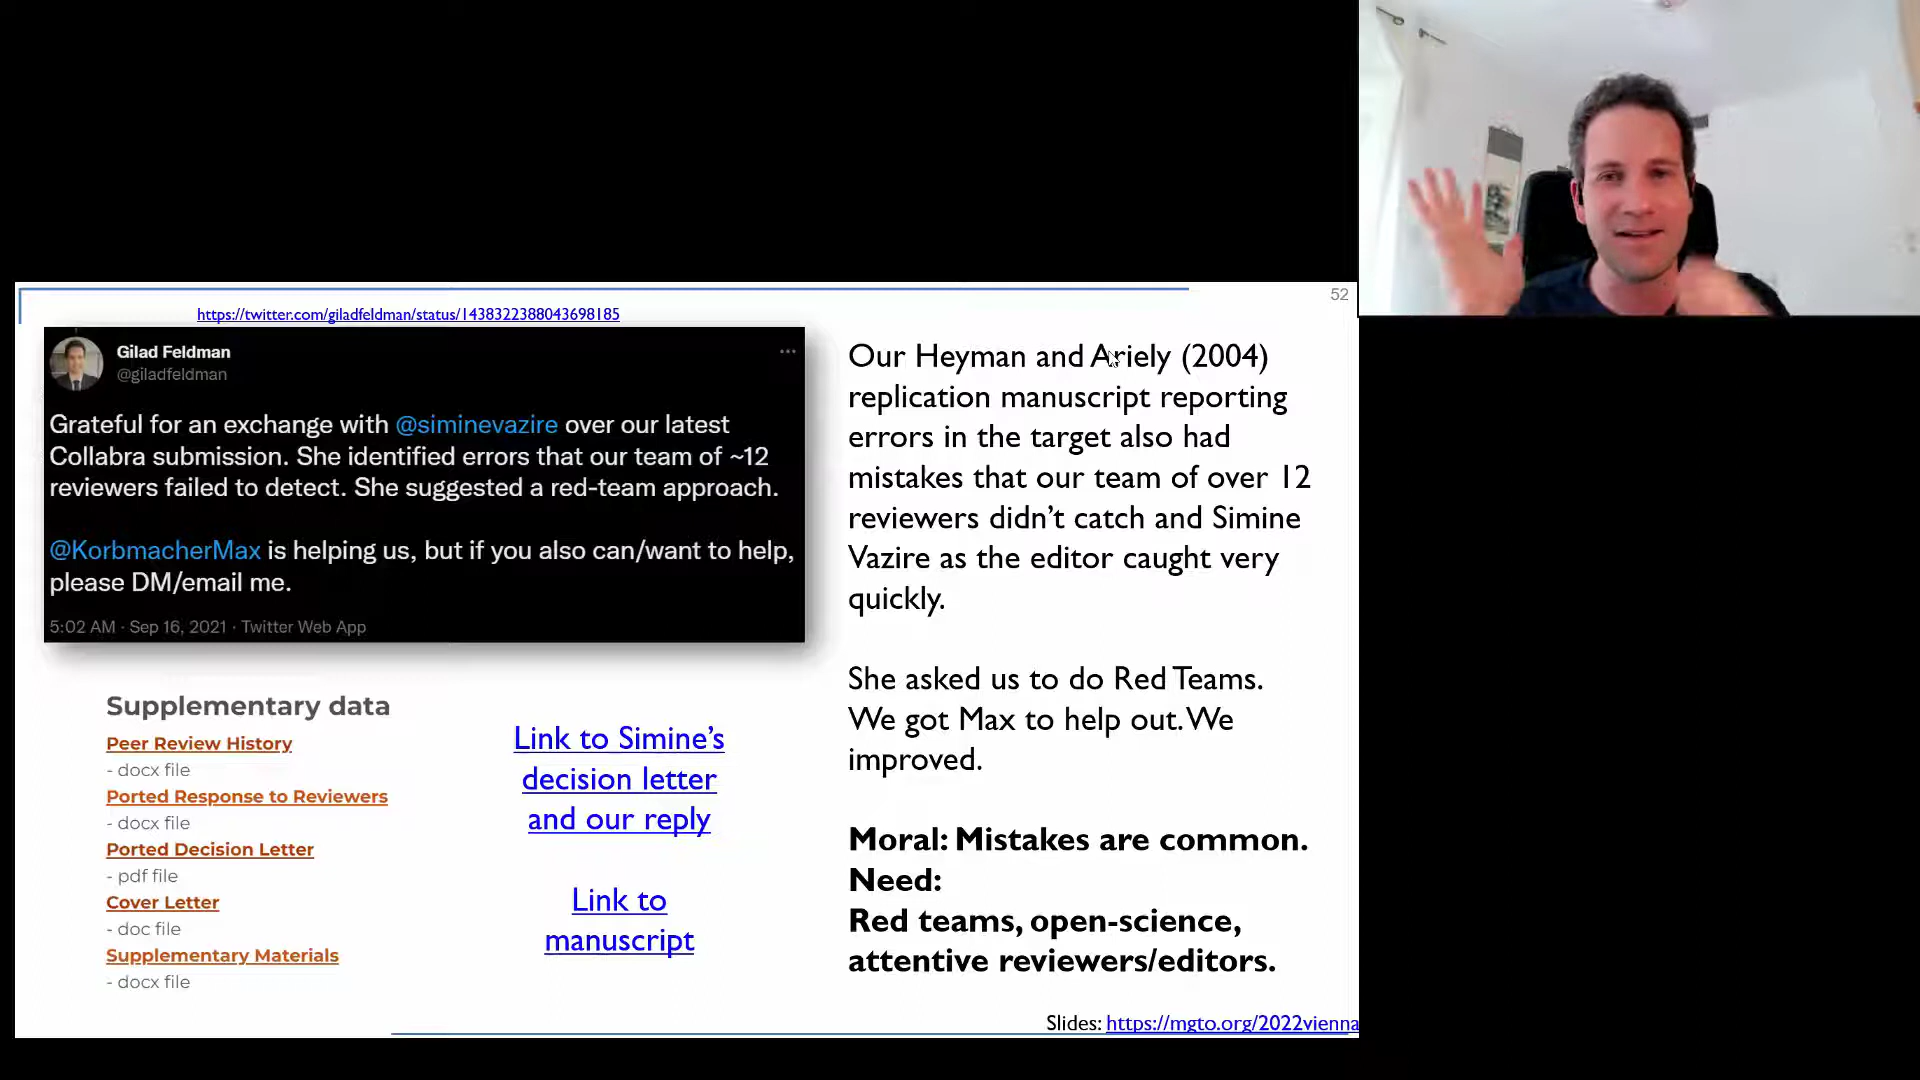 52
https://twitter.com/giladfeldman/status/1438322388043698185
Gilad Feldman
@giladfeldman
Grateful for an exchange with @siminevazire over our latest
Collabra submission. She identified errors that our team of ~12
reviewers failed to detect. She suggested a red-team approach.
@KorbmacherMax is helping us, but if you also can/want to help,
please DM/email me.
5:02 AM · Sep 16, 2021 · Twitter Web App
Supplementary data
Peer Review History
- docx file
Ported Response to Reviewers
- docx file
Ported Decision Letter
- pdf file
Cover Letter
- doc file
Supplementary Materials
- docx file
Link to Simine’s
decision letter
and our reply
Link to
manuscript
Our Heyman and Ariely (2004)
replication manuscript reporting
errors in the target also had
mistakes that our team of over 12
reviewers didn’t catch and Simine
Vazire as the editor caught very
quickly.
She asked us to do Red Teams.
We got Max to help out. We
improved.
Moral: Mistakes are common.
Need:
Red teams, open-science,
attentive reviewers/editors.
Slides: https://mgto.org/2022vienna